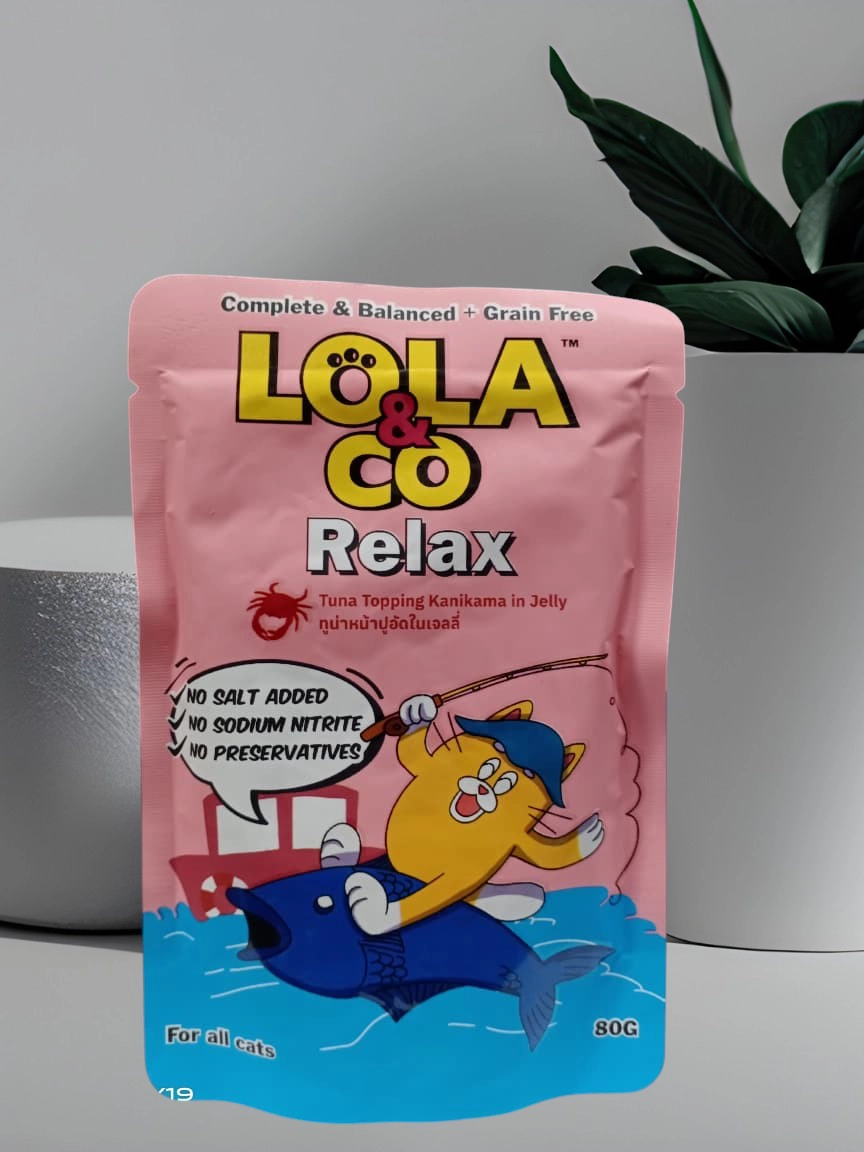 Complete & Balanced + Grain Free
LOLA
TM
&
CO
Relax
Tuna Topping Kanikama in Jelly
ทูน่าหน้าปูอัดในเจลลี่
NO SALT ADDED
NO SODIUM NITRITE
NO PRESERVATIVES
For all cats
80G
19